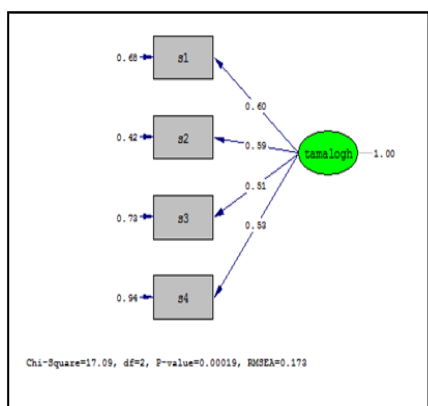 0.68 s1
0.60
0.42 s2
0.59
tamalogh 1.00
0.51
0.73 s3
0.53
0.94 s4
Chi-Square=17.09, df=2, P-value=0.00019, RMSEA=0.173